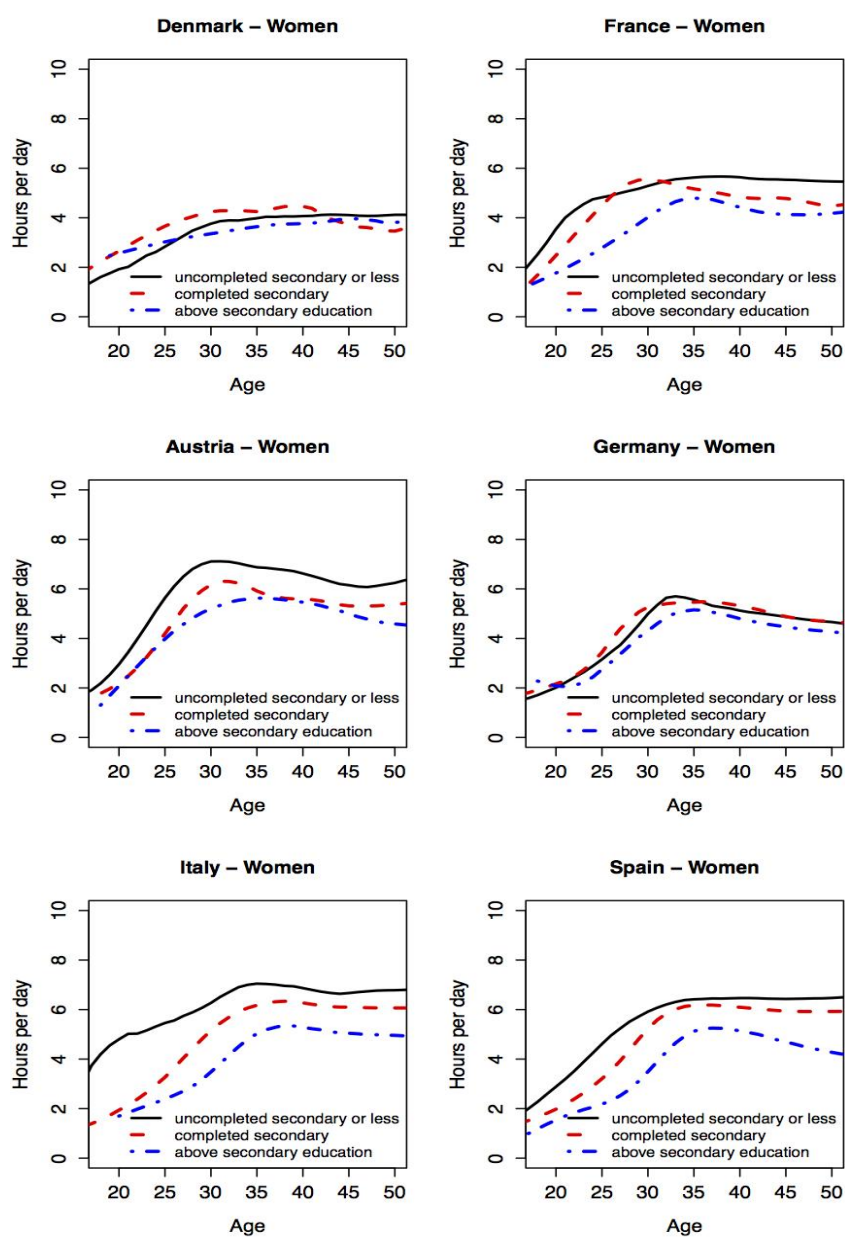 Denmark – Women
10
8
6
4
2
0
Hours per day
uncompleted secondary or less
completed secondary
above secondary education
20 25 30 35 40 45 50
Age
France – Women
10
8
6
4
2
0
Hours per day
uncompleted secondary or less
completed secondary
above secondary education
20 25 30 35 40 45 50
Age
Austria – Women
10
8
6
4
2
0
Hours per day
uncompleted secondary or less
completed secondary
above secondary education
20 25 30 35 40 45 50
Age
Germany – Women
10
8
6
4
2
0
Hours per day
uncompleted secondary or less
completed secondary
above secondary education
20 25 30 35 40 45 50
Age
Italy – Women
10
8
6
4
2
0
Hours per day
uncompleted secondary or less
completed secondary
above secondary education
20 25 30 35 40 45 50
Age
Spain – Women
10
8
6
4
2
0
Hours per day
uncompleted secondary or less
completed secondary
above secondary education
20 25 30 35 40 45 50
Age